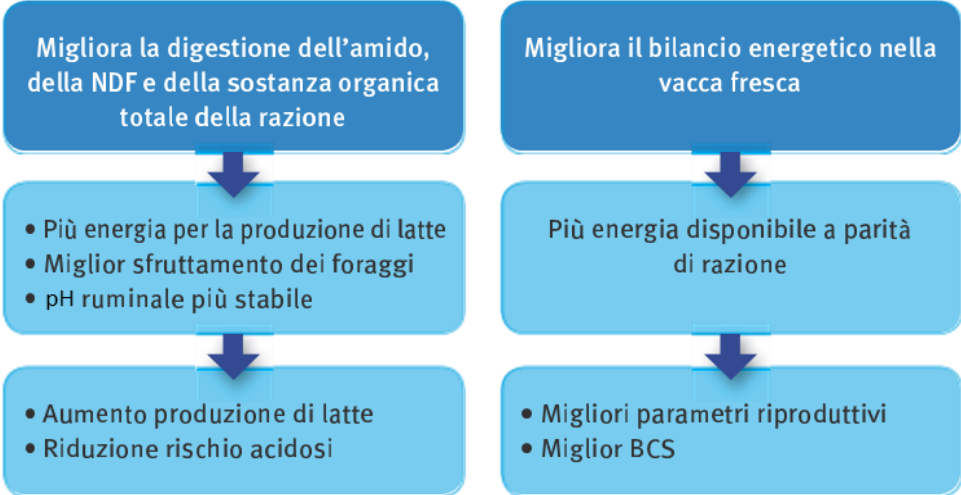 Migliora la digestione dell'amido,
della NDF e della sostanza organica
totale della razione
• Più energia per la produzione di latte
• Miglior sfruttamento dei foraggi
• pH ruminale più stabile
• Aumento produzione di latte
• Riduzione rischio acidosi
Migliora il bilancio energetico nella
vacca fresca
Più energia disponibile a parità
di razione
• Migliori parametri riproduttivi
• Miglior BCS